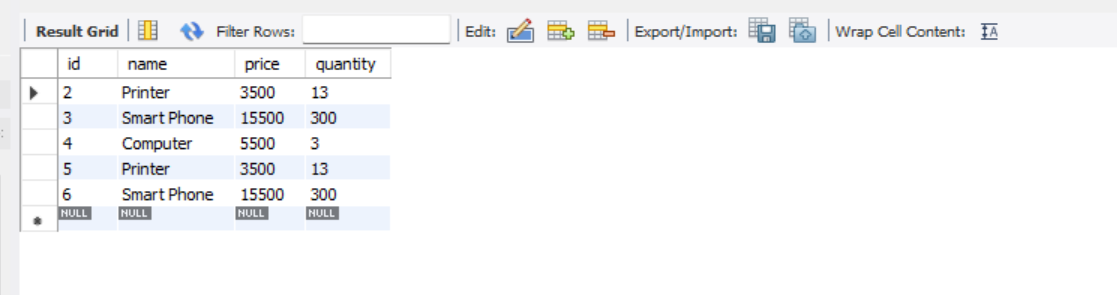 Result Grid Filter Rows: Edit: Export/Import: Wrap Cell Content: IA
id name price quantity
2 Printer 3500 13
3 Smart Phone 15500 300
4 Computer 5500 3
5 Printer 3500 13
6 Smart Phone 15500 300
NULL NULL NULL NULL